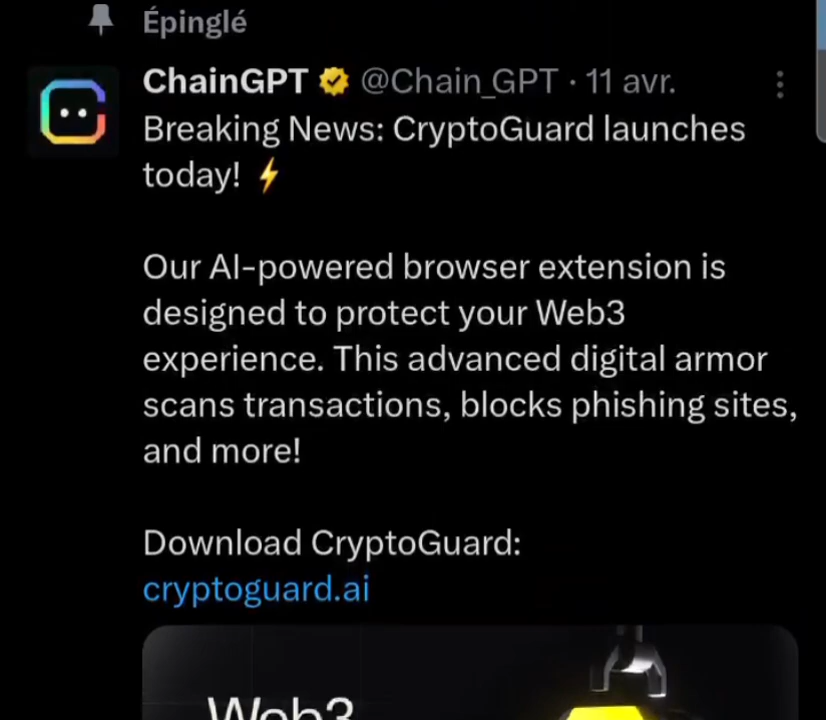 Épinglé
ChainGPT @Chain_GPT · 11 avr.
Breaking News: CryptoGuard launches
today! ⚡
Our AI-powered browser extension is
designed to protect your Web3
experience. This advanced digital armor
scans transactions, blocks phishing sites,
and more!
Download CryptoGuard:
cryptoguard.ai
Web3